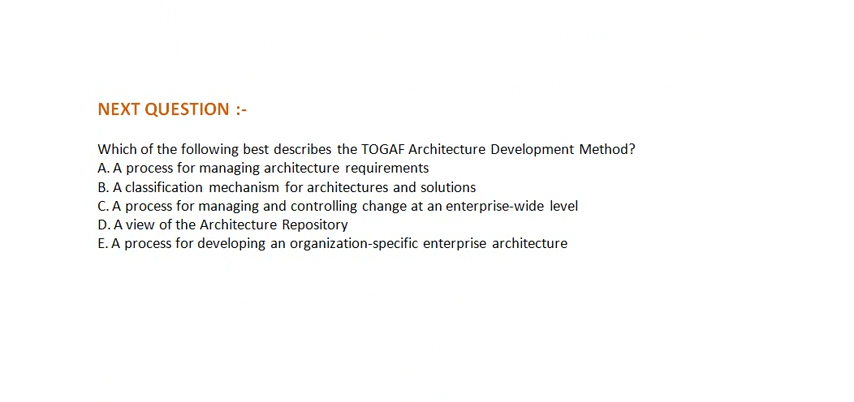 NEXT QUESTION :-
Which of the following best describes the TOGAF Architecture Development Method?
A. A process for managing architecture requirements
B. A classification mechanism for architectures and solutions
C. A process for managing and controlling change at an enterprise-wide level
D. A view of the Architecture Repository
E. A process for developing an organization-specific enterprise architecture